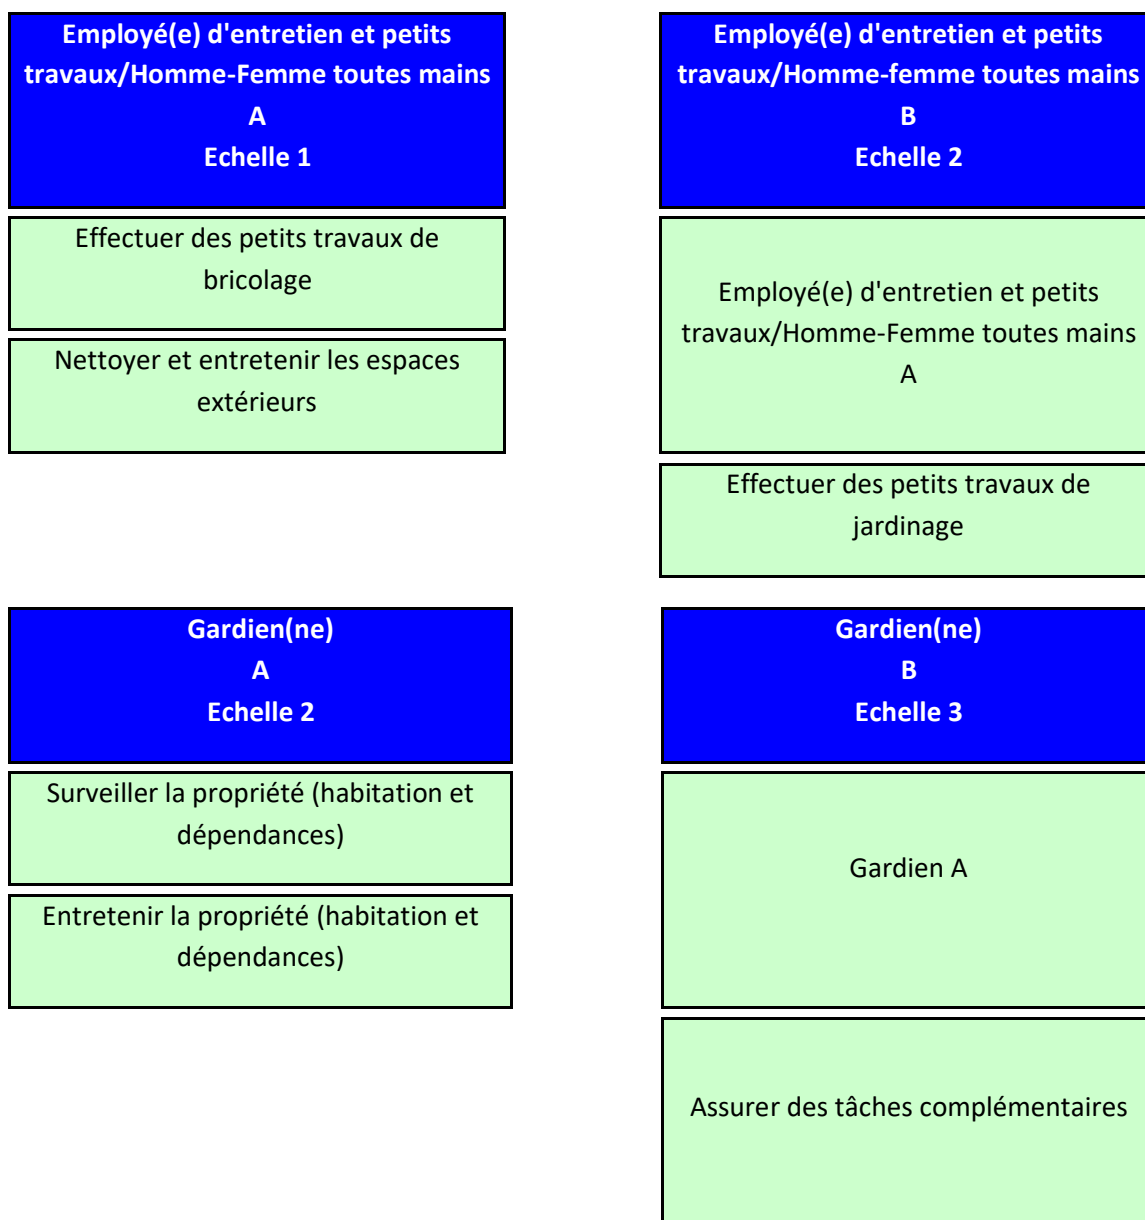 Employé(e) d'entretien et petits
travaux/Homme-Femme toutes mains
A
Echelle 1
Effectuer des petits travaux de
bricolage
Nettoyer et entretenir les espaces
extérieurs
Employé(e) d'entretien et petits
travaux/Homme-femme toutes mains
B
Echelle 2
Employé(e) d'entretien et petits
travaux/Homme-Femme toutes mains
A
Effectuer des petits travaux de
jardinage
Gardien(ne)
A
Echelle 2
Surveiller la propriété (habitation et
dépendances)
Entretenir la propriété (habitation et
dépendances)
Gardien(ne)
B
Echelle 3
Gardien A
Assurer des tâches complémentaires